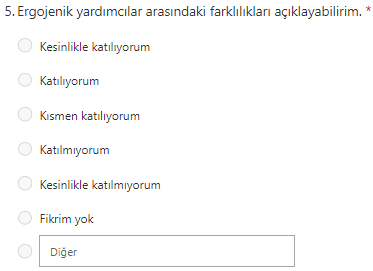 5. Ergojenik yardımcılar arasındaki farklılıkları açıklayabilirim. *
Kesinlikle katılıyorum
Katılıyorum
Kısmen katılıyorum
Katılmıyorum
Kesinlikle katılmıyorum
Fikrim yok
Diğer